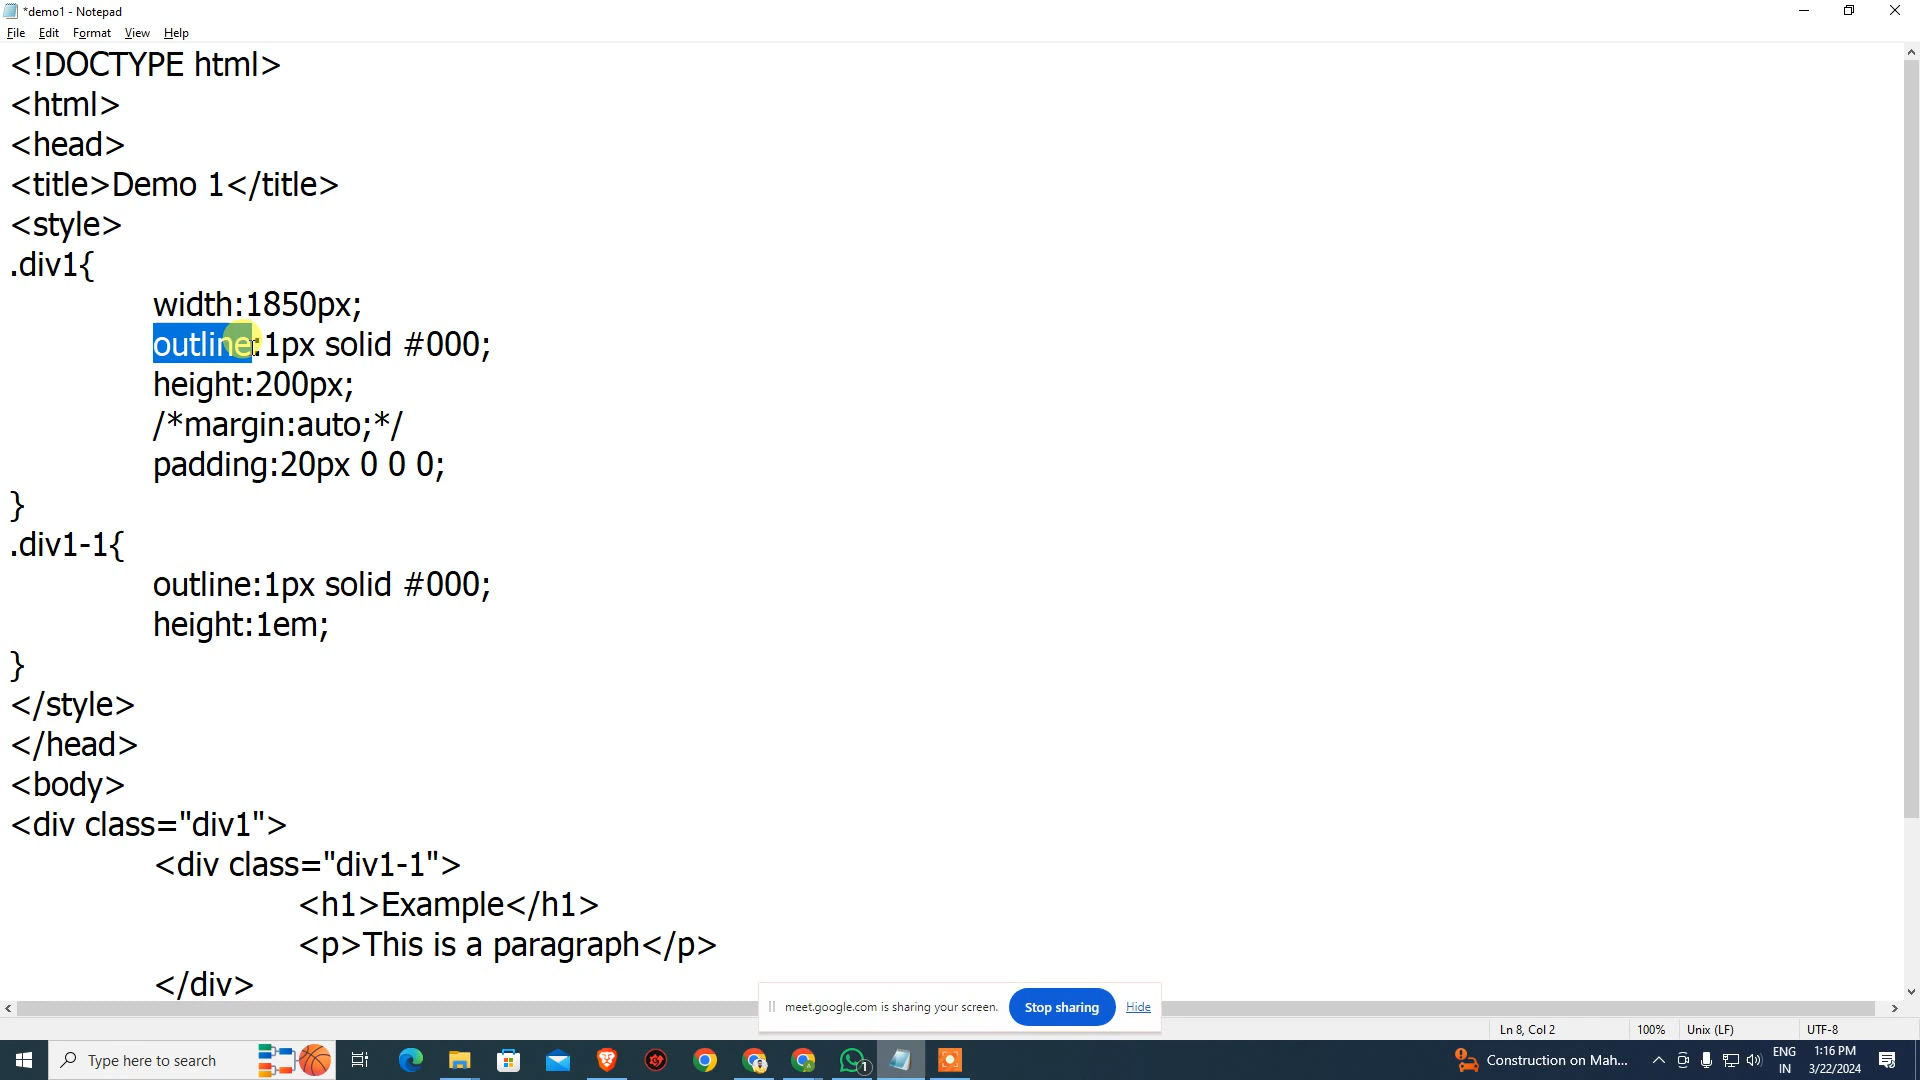 *demo1 - Notepad
File Edit Format View Help
<!DOCTYPE html>
<html>
<head>
<title>Demo 1</title>
<style>
.div1{
width:1850px;
outline:1px solid #000;
height:200px;
/*margin:auto;*/
padding:20px 0 0 0;
}
.div1-1{
outline:1px solid #000;
height:1em;
}
</style>
</head>
<body>
<div class="div1">
<div class="div1-1">
<h1>Example</h1>
<p>This is a paragraph</p>
</div>
meet.google.com is sharing your screen. Stop sharing Hide
Ln 8, Col 2 100% Unix (LF) UTF-8
Type here to search 1 Construction on Mah... ENG 1:16 PM
IN 3/22/2024